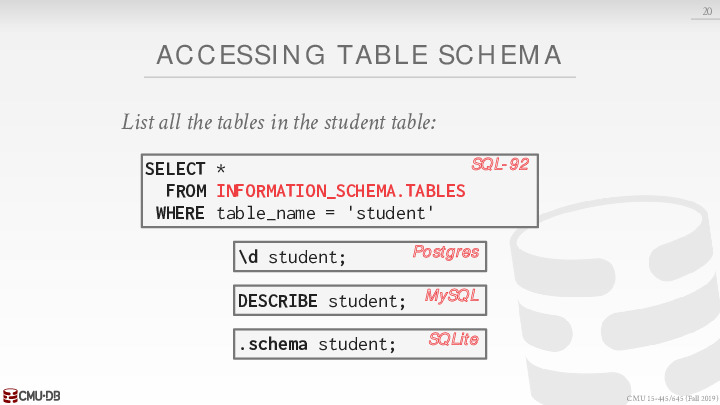 20
ACCESSING TABLE SCHEMA
List all the tables in the student table:
SQL-92
SELECT *
FROM INFORMATION_SCHEMA.TABLES
WHERE table_name = 'student'
\d student; Postgres
DESCRIBE student; MySQL
.schema student; SQLite
CMU·DB
CMU 15-445/645 (Fall 2019)